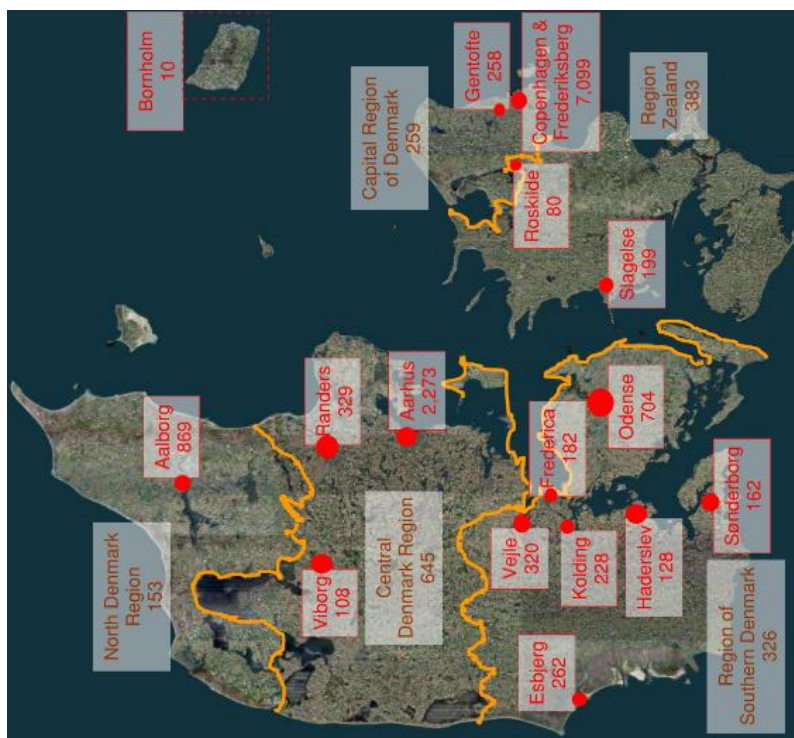 North Denmark
Region
153
Aalborg
869
Bornholm
10
Viborg
108
Randers
329
Central
Denmark Region
645
Aarhus
2,273
Capital Region
of Denmark
259
Gentofte
258
Copenhagen &
Frederiksberg
7,099
Roskilde
80
Esbjerg
262
Vejle
320
Kolding
228
Frederica
182
Haderslev
128
Odense
704
Slagelse
199
Region
Zealand
383
Region of
Southern Denmark
326
Sønderborg
162